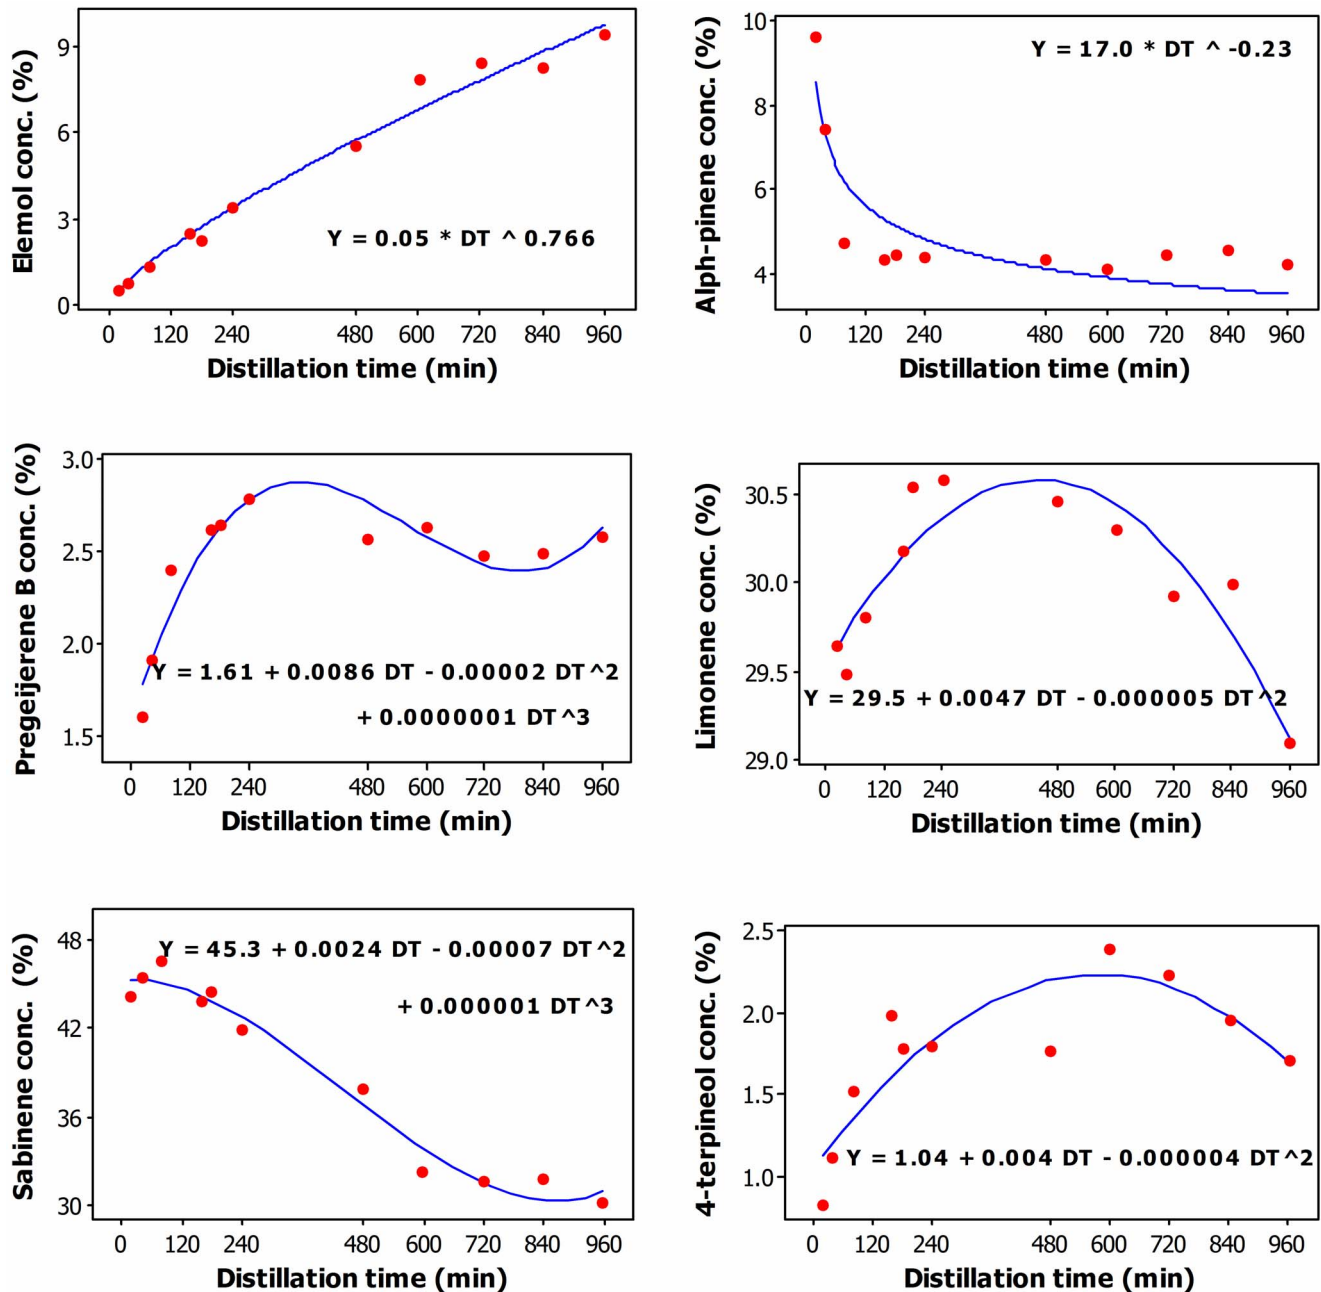 Elemol conc. (%)
9
6
3
0
Y = 0.05 * DT ^ 0.766
0 120 240 480 600 720 840 960
Distillation time (min)
Alph-pinene conc. (%)
10
8
6
4
Y = 17.0 * DT ^ -0.23
0 120 240 480 600 720 840 960
Distillation time (min)
Pregeijerene B conc. (%)
3.0
2.5
2.0
1.5
Y = 1.61 + 0.0086 DT - 0.00002 DT^2
+ 0.0000001 DT^3
0 120 240 480 600 720 840 960
Distillation time (min)
Limonene conc. (%)
30.5
30.0
29.5
29.0
Y = 29.5 + 0.0047 DT - 0.000005 DT^2
0 120 240 480 600 720 840 960
Distillation time (min)
Sabinene conc. (%)
48
42
36
30
Y = 45.3 + 0.0024 DT - 0.00007 DT^2
+ 0.000001 DT^3
0 120 240 480 600 720 840 960
Distillation time (min)
4-terpineol conc. (%)
2.5
2.0
1.5
1.0
Y = 1.04 + 0.004 DT - 0.000004 DT^2
0 120 240 480 600 720 840 960
Distillation time (min)